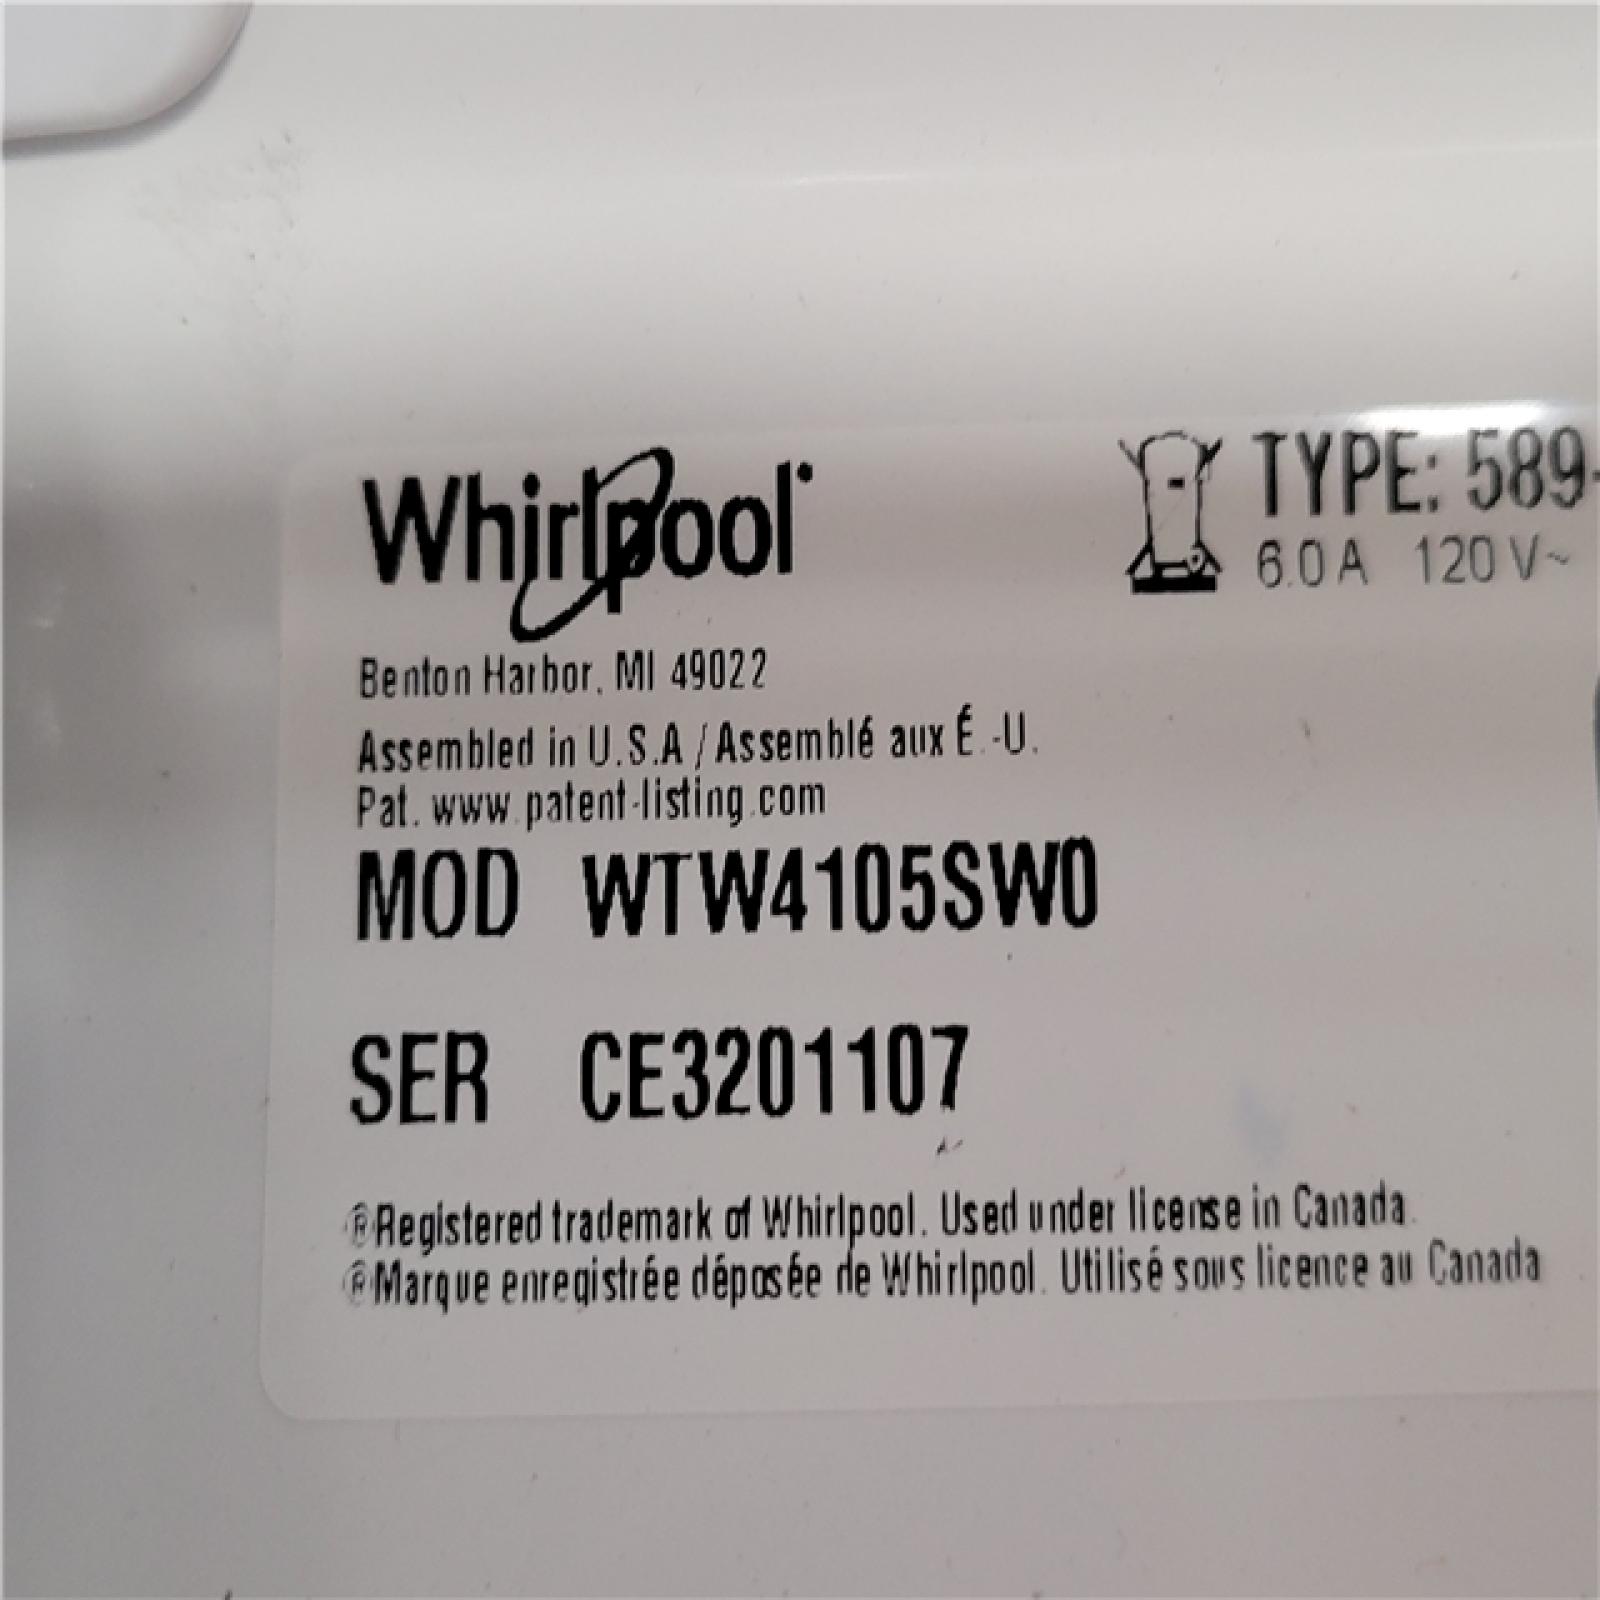 Whirlpool®
TYPE: 589-
6.0 A 120 V~
Benton Harbor, MI 49022
Assembled in U.S.A / Assemblé aux É.-U.
Pat. www.patent-listing.com
MOD WTW4105SW0
SER CE3201107
®Registered trademark of Whirlpool. Used under license in Canada.
®Marque enregistrée déposée de Whirlpool. Utilisé sous licence au Canada